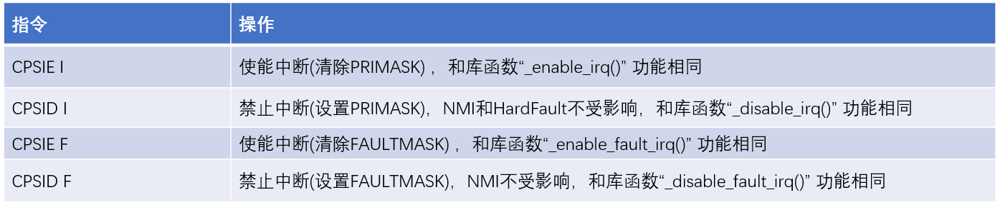 指令 操作
CPSIE I 使能中断(清除PRIMASK) ，和库函数“_enable_irq()” 功能相同
CPSID I 禁止中断(设置PRIMASK)，NMI和HardFault不受影响，和库函数“_disable_irq()” 功能相同
CPSIE F 使能中断(清除FAULTMASK) ，和库函数“_enable_fault_irq()” 功能相同
CPSID F 禁止中断(设置FAULTMASK)，NMI不受影响，和库函数“_disable_fault_irq()” 功能相同